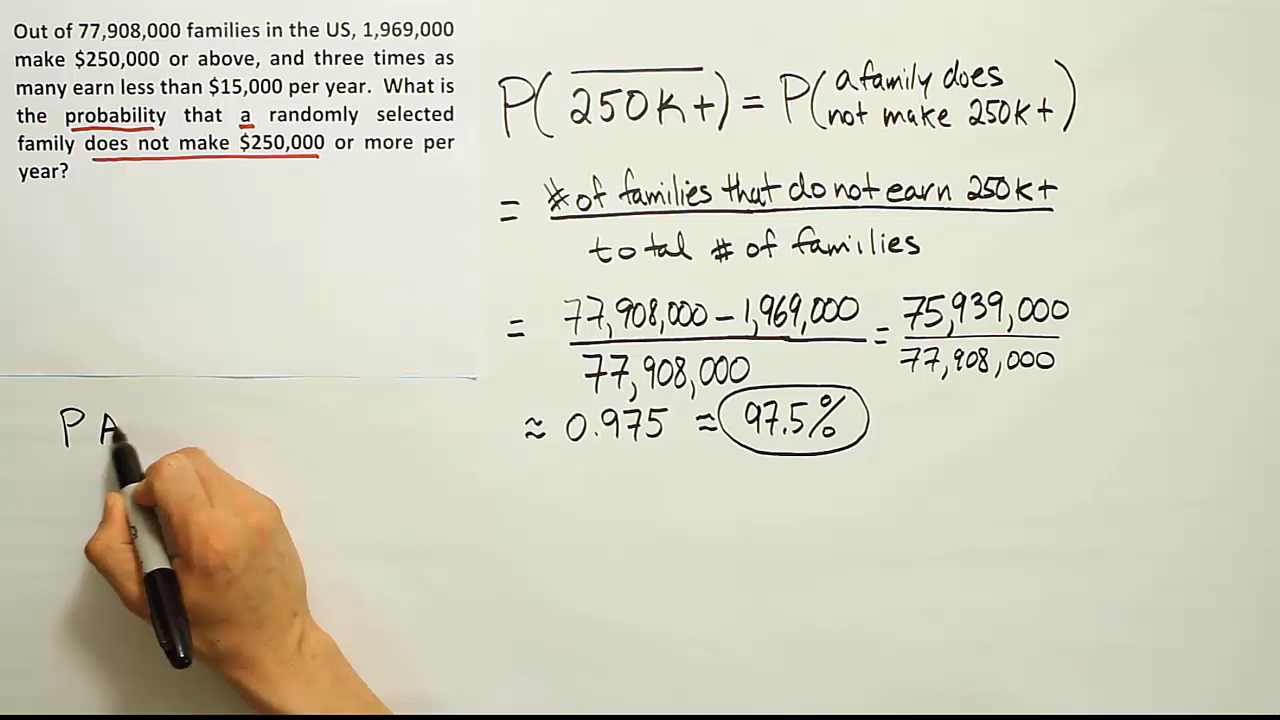 Out of 77,908,000 families in the US, 1,969,000
make $250,000 or above, and three times as
many earn less than $15,000 per year. What is
the probability that a randomly selected
family does not make $250,000 or more per
year?
P( 250K+) = P( a family does
not make 250K+ )
= # of families that do not earn 250K+
total # of families
= 77,908,000 - 1,969,000 = 75,939,000
77,908,000 77,908,000
≈ 0.975 ≈ 97.5%
P A